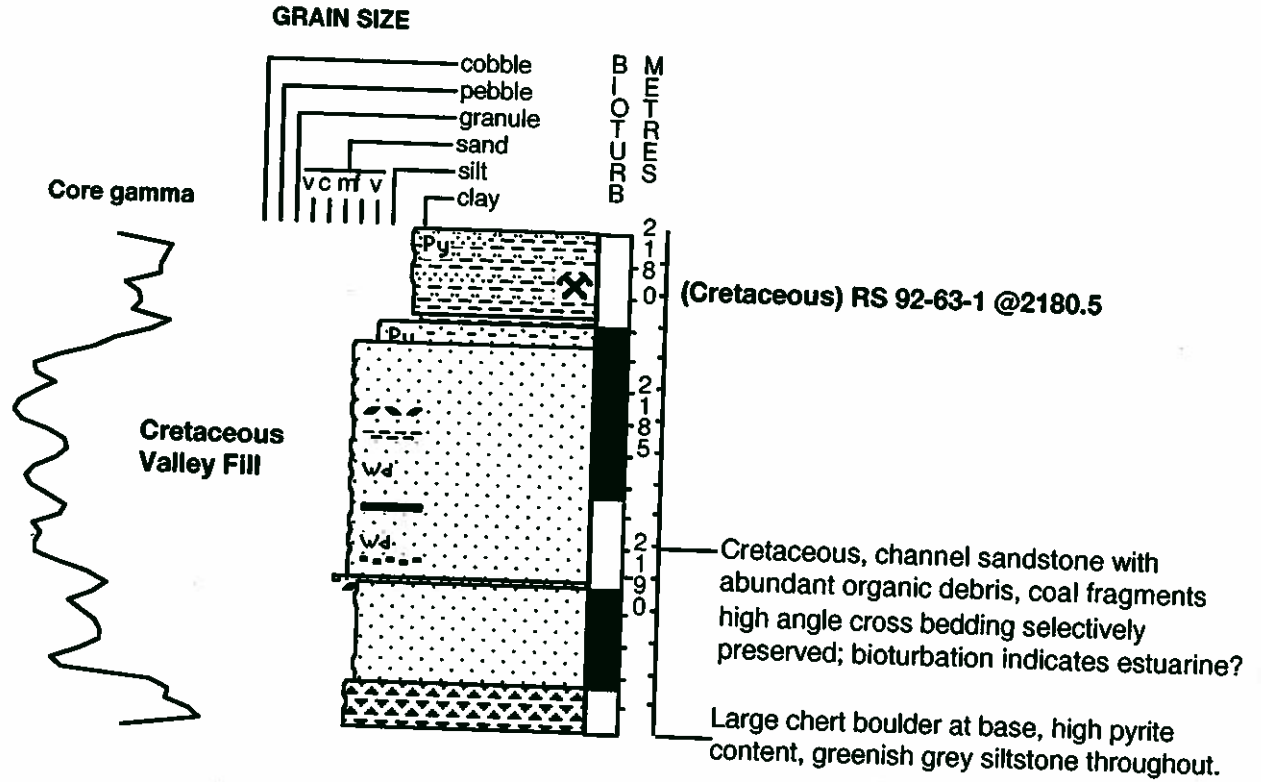 GRAIN SIZE
cobble
pebble
granule
sand
silt
clay
v c m f v
BIOTURB
METRES
Core gamma
Py
2180
(Cretaceous) RS 92-63-1 @2180.5
Py
2185
Cretaceous
Valley Fill
Wd
Wd
2190
Cretaceous, channel sandstone with
abundant organic debris, coal fragments
high angle cross bedding selectively
preserved; bioturbation indicates estuarine?
Large chert boulder at base, high pyrite
content, greenish grey siltstone throughout.